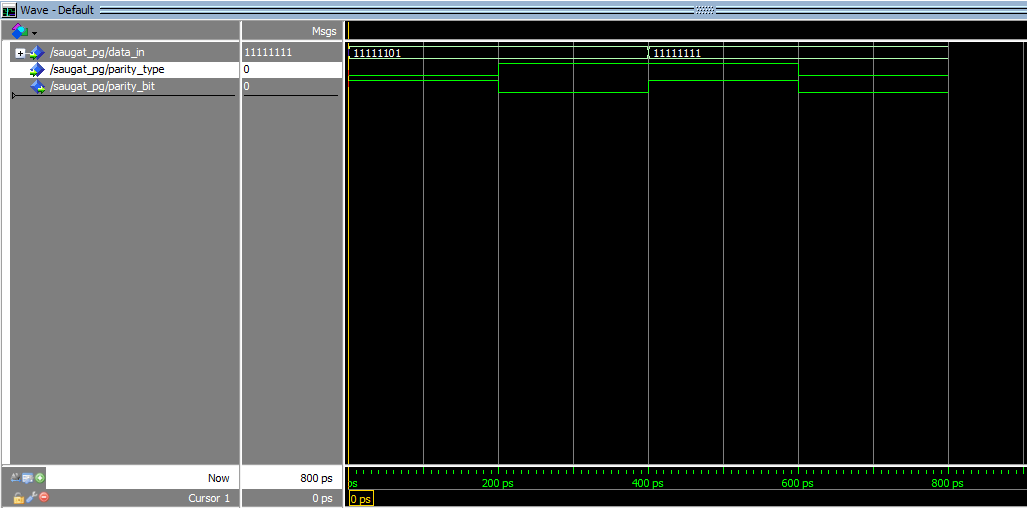 Wave - Default
Msgs
/saugat_pg/data_in 11111111 11111101 11111111
/saugat_pg/parity_type 0
/saugat_pg/parity_bit 0
Now 800 ps ps 200 ps 400 ps 600 ps 800 ps
Cursor 1 0 ps 0 ps